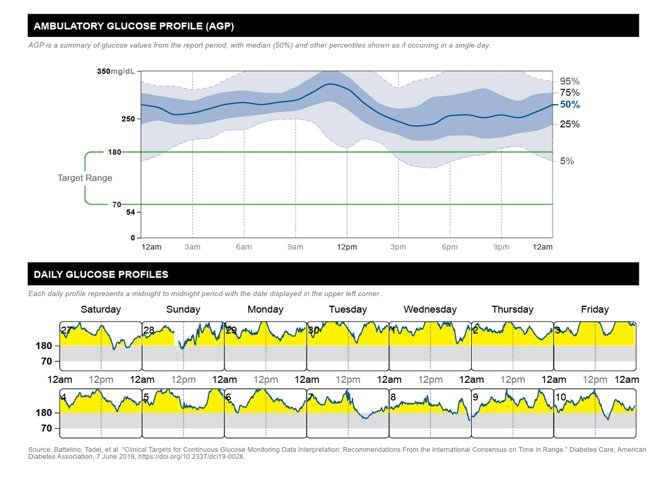 AMBULATORY GLUCOSE PROFILE (AGP)
AGP is a summary of glucose values from the report period, with median (50%) and other percentiles shown as if occurring in a single day.
350 mg/dL
95%
75%
50%
250
25%
180
5%
Target Range
70
54
0
12am 3am 6am 9am 12pm 3pm 6pm 9pm 12am
DAILY GLUCOSE PROFILES
Each daily profile represents a midnight to midnight period with the date displayed in the upper left corner.
Saturday Sunday Monday Tuesday Wednesday Thursday Friday
27 28 29 30 1 2 3
180
70
12am 12pm 12am 12pm 12am 12pm 12am 12pm 12am 12pm 12am 12pm 12am 12pm 12am
4 5 6 7 8 9 10
180
70
Source: Battelino, Tadej, et al. "Clinical Targets for Continuous Glucose Monitoring Data Interpretation: Recommendations From the International Consensus on Time in Range." Diabetes Care, American
Diabetes Association, 7 June 2019, https://doi.org/10.2337/dci19-0028.